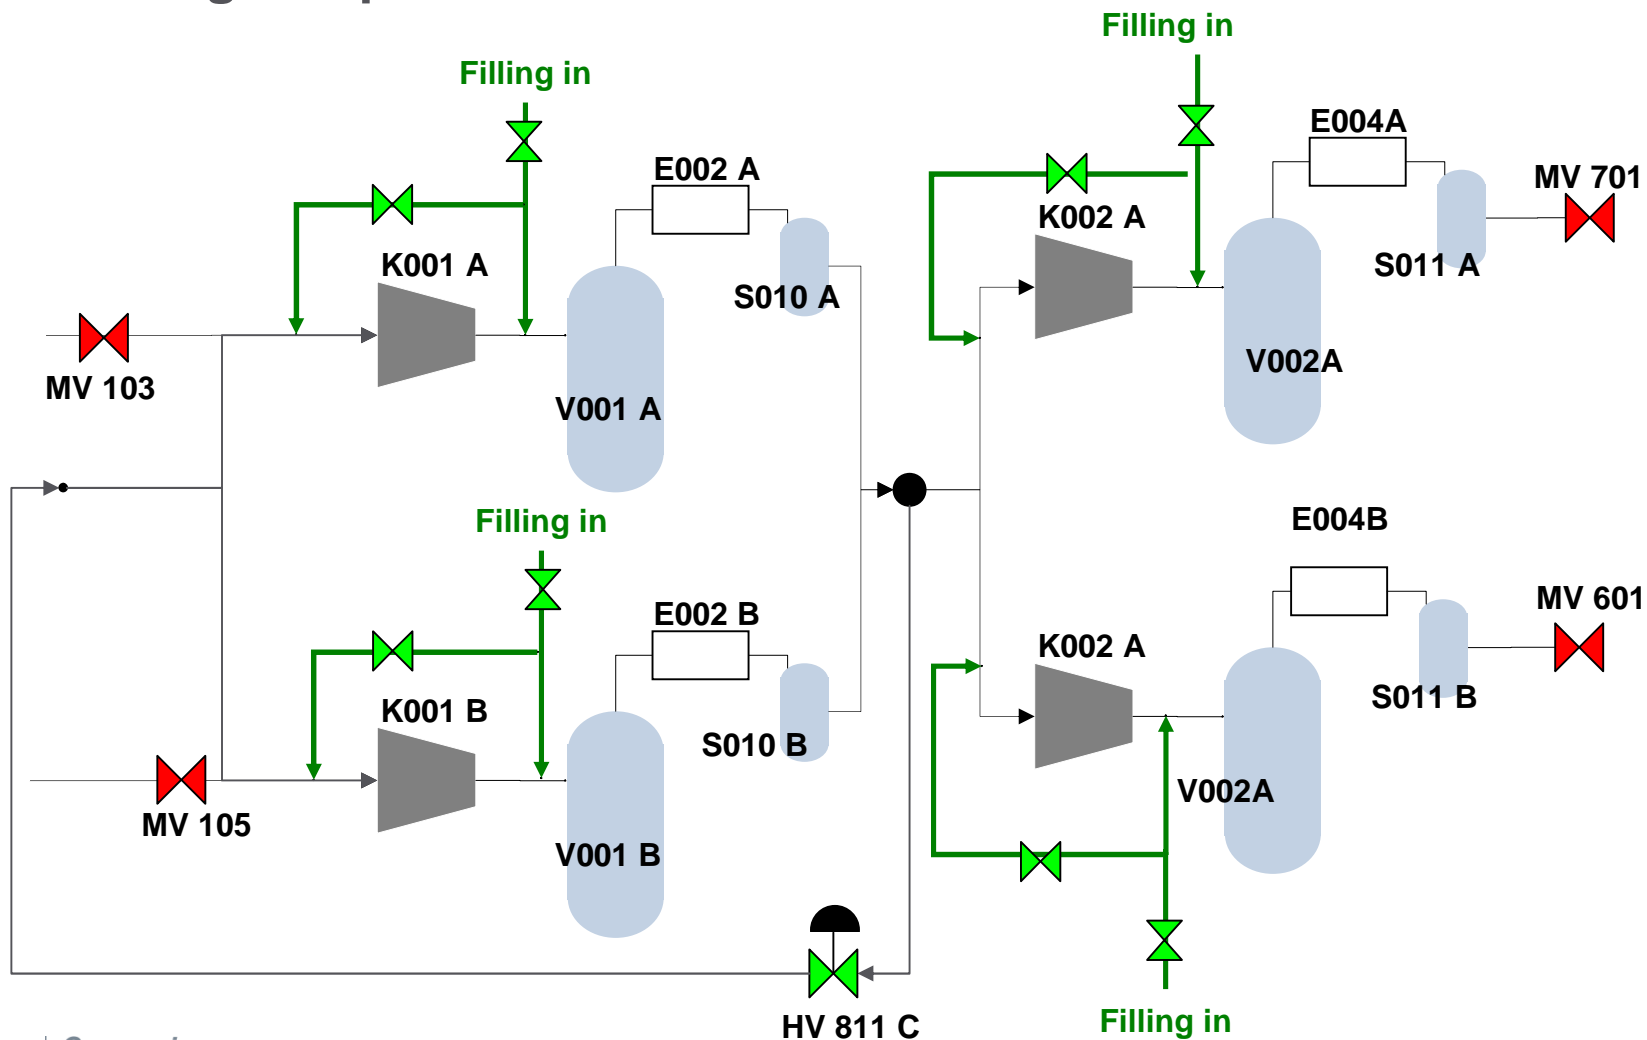 Filling in
Filling in
E004A
MV 701
E002 A
K002 A
K001 A
S011 A
S010 A
V002A
MV 103
V001 A
Filling in
E004B
MV 601
E002 B
K002 A
K001 B
S011 B
S010 B
V002A
MV 105
V001 B
HV 811 C
Filling in